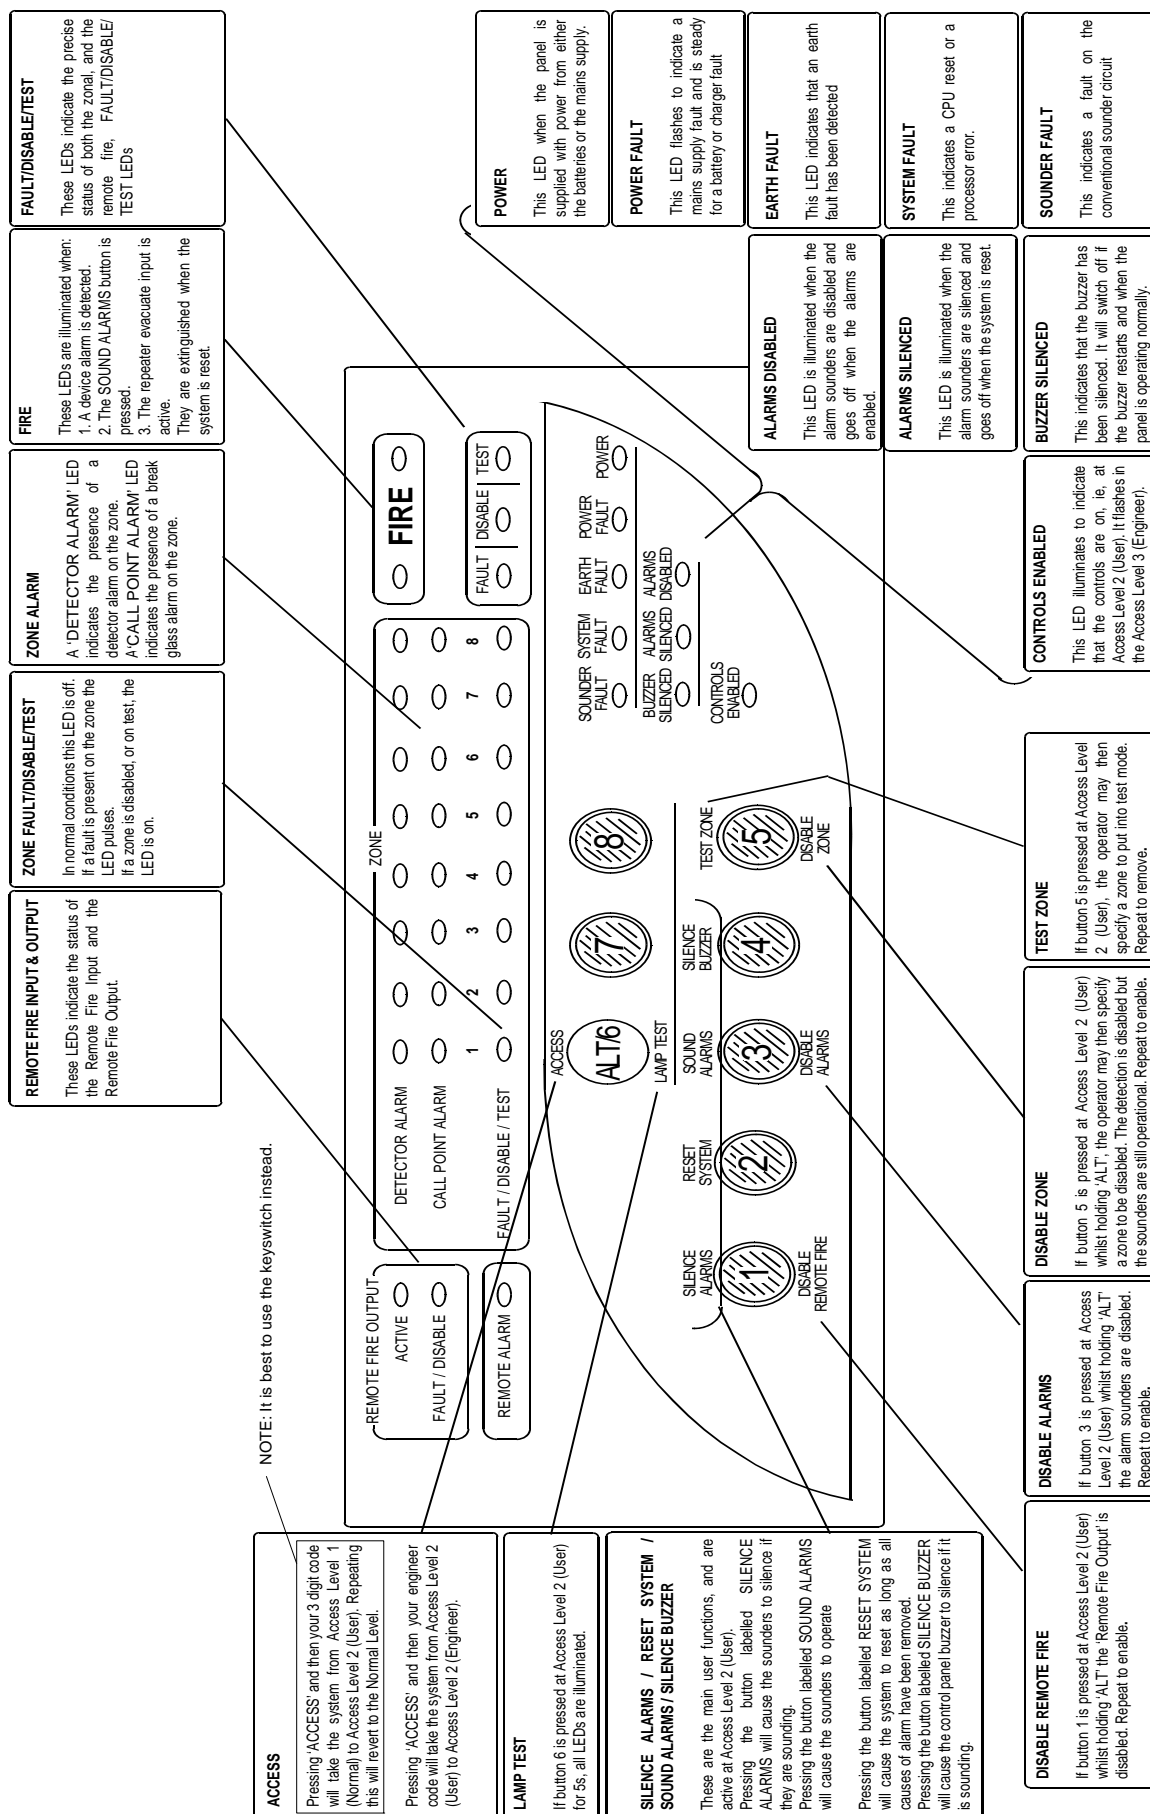 REMOTE FIRE INPUT & OUTPUT
These LEDs indicate the status of
the Remote Fire Input and the
Remote Fire Output.
ZONE FAULT/DISABLE/TEST
In normal conditions this LED is off.
If a fault is present on the zone the
LED pulses.
If a zone is disabled, or on test, the
LED is on.
ZONE ALARM
A 'DETECTOR ALARM' LED
indicates the presence of a
detector alarm on the zone.
A 'CALL POINT ALARM' LED
indicates the presence of a break
glass alarm on the zone.
FIRE
These LEDs are illuminated when:
1. A device alarm is detected.
2. The SOUND ALARMS button is
pressed.
3. The repeater evacuate input is
active.
They are extinguished when the
system is reset.
FAULT/DISABLE/TEST
These LEDs indicate the precise
status of both the zonal, and the
remote fire, FAULT/DISABLE/
TEST LEDs
NOTE: It is best to use the keyswitch instead.
ACCESS
Pressing 'ACCESS' and then your 3 digit code
will take the system from Access Level 1
(Normal) to Access Level 2 (User). Repeating
this will revert to the Normal Level.
Pressing 'ACCESS' and then your engineer
code will take the system from Access Level 2
(User) to Access Level 2 (Engineer).
LAMP TEST
If button 6 is pressed at Access Level 2 (User)
for 5s, all LEDs are illuminated.
SILENCE ALARMS / RESET SYSTEM /
SOUND ALARMS / SILENCE BUZZER
These are the main user functions, and are
active at Access Level 2 (User).
Pressing the button labelled SILENCE
ALARMS will cause the sounders to silence if
they are sounding.
Pressing the button labelled SOUND ALARMS
will cause the sounders to operate
Pressing the button labelled RESET SYSTEM
will cause the system to reset as long as all
causes of alarm have been removed.
Pressing the button labelled SILENCE BUZZER
will cause the control panel buzzer to silence if it
is sounding.
REMOTE FIRE OUTPUT
ACTIVE
FAULT / DISABLE
REMOTE ALARM
ZONE
DETECTOR ALARM
CALL POINT ALARM
1 2 3 4 5 6 7 8
FAULT / DISABLE / TEST
FIRE
FAULT DISABLE TEST
ACCESS
ALT/6
7
8
LAMP TEST
SILENCE
ALARMS
RESET
SYSTEM
SOUND
ALARMS
SILENCE
BUZZER
TEST ZONE
1
2
3
4
5
DISABLE
REMOTE FIRE
DISABLE
ALARMS
DISABLE
ZONE
SOUNDER
FAULT
SYSTEM
FAULT
EARTH
FAULT
POWER
FAULT
POWER
BUZZER
SILENCED
ALARMS
SILENCED
ALARMS
DISABLED
CONTROLS
ENABLED
POWER
This LED when the panel is
supplied with power from either
the batteries or the mains supply.
POWER FAULT
This LED flashes to indicate a
mains supply fault and is steady
for a battery or charger fault
EARTH FAULT
This LED indicates that an earth
fault has been detected
SYSTEM FAULT
This indicates a CPU reset or a
processor error.
SOUNDER FAULT
This indicates a fault on the
conventional sounder circuit
ALARMS DISABLED
This LED is illuminated when the
alarm sounders are disabled and
goes off when the alarms are
enabled.
ALARMS SILENCED
This LED is illuminated when the
alarm sounders are silenced and
goes off when the system is reset.
BUZZER SILENCED
This indicates that the buzzer has
been silenced. It will switch off if
the buzzer restarts and when the
panel is operating normally.
CONTROLS ENABLED
This LED illuminates to indicate
that the controls are on, ie, at
Access Level 2 (User). It flashes in
the Access Level 3 (Engineer).
TEST ZONE
If button 5 is pressed at Access Level
2 (User), the operator may then
specify a zone to put into test mode.
Repeat to remove.
DISABLE ZONE
If button 5 is pressed at Access Level 2 (User)
whilst holding 'ALT', the operator may then specify
a zone to be disabled. The detection is disabled but
the sounders are still operational. Repeat to enable.
DISABLE ALARMS
If button 3 is pressed at Access
Level 2 (User) whilst holding 'ALT'
the alarm sounders are disabled.
Repeat to enable.
DISABLE REMOTE FIRE
If button 1 is pressed at Access Level 2 (User)
whilst holding 'ALT' the 'Remote Fire Output' is
disabled. Repeat to enable.